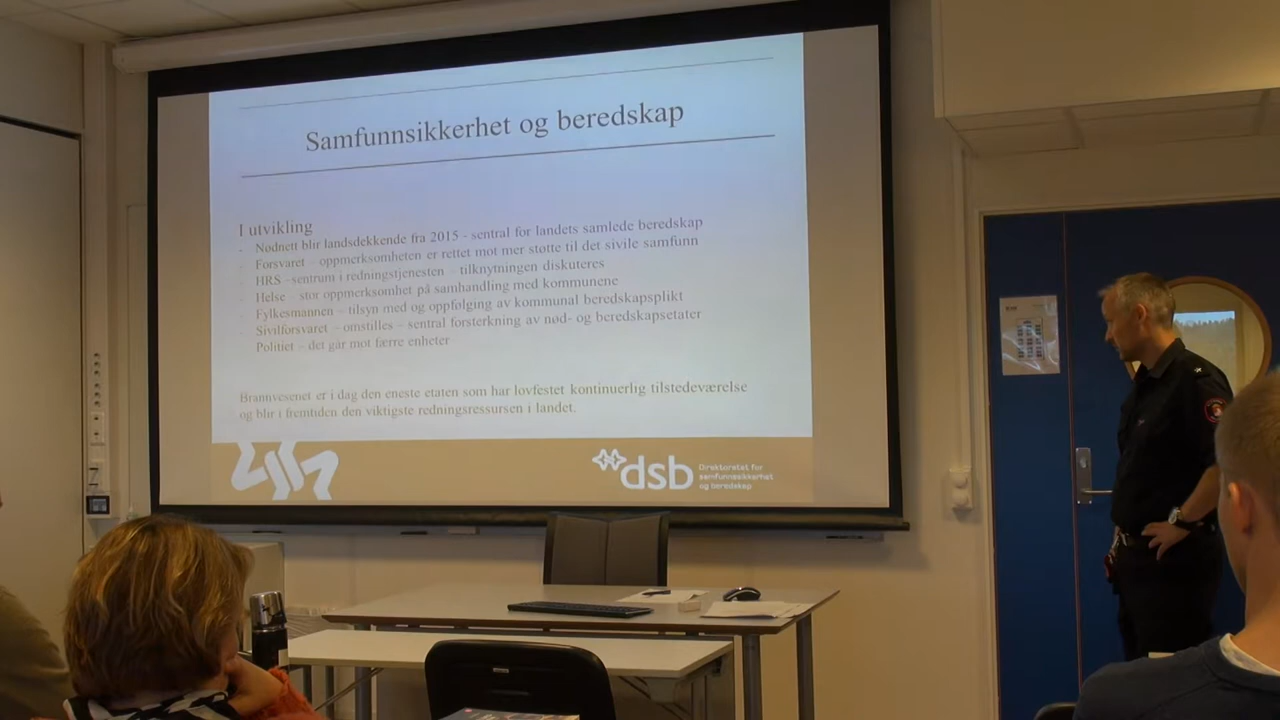 Samfunnsikkerhet og beredskap
I utvikling
- Nødnett blir landsdekkende fra 2015 - sentral for landets samlede beredskap
- Forsvaret – oppmerksomheten er rettet mot mer støtte til det sivile samfunn
- HRS - sentrum i redningstjenesten – tilknytningen diskuteres
- Helse – stor oppmerksomhet på samhandling med kommunene
- Fylkesmannen – tilsyn med og oppfølging av kommunal beredskapsplikt
- Sivilforsvaret – omstilles – sentral forsterkning av nød- og beredskapsetater
- Politiet – det går mot færre enheter
Brannvesenet er i dag den eneste etaten som har lovfestet kontinuerlig tilstedeværelse
og blir i fremtiden den viktigste redningsressursen i landet.
dsb
Direktoratet for
samfunnssikkerhet
og beredskap